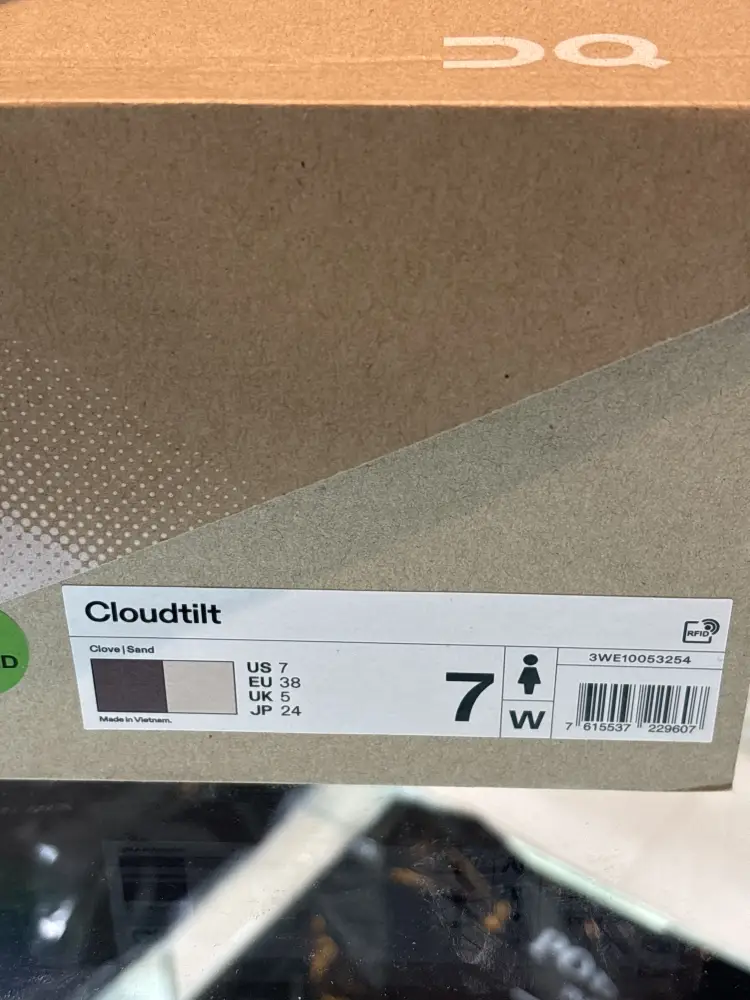 Cloudtilt
RFID
Clove | Sand
Made in Vietnam.
US 7
EU 38
UK 5
JP 24
7
W
3WE10053254
7 615537 229607
D